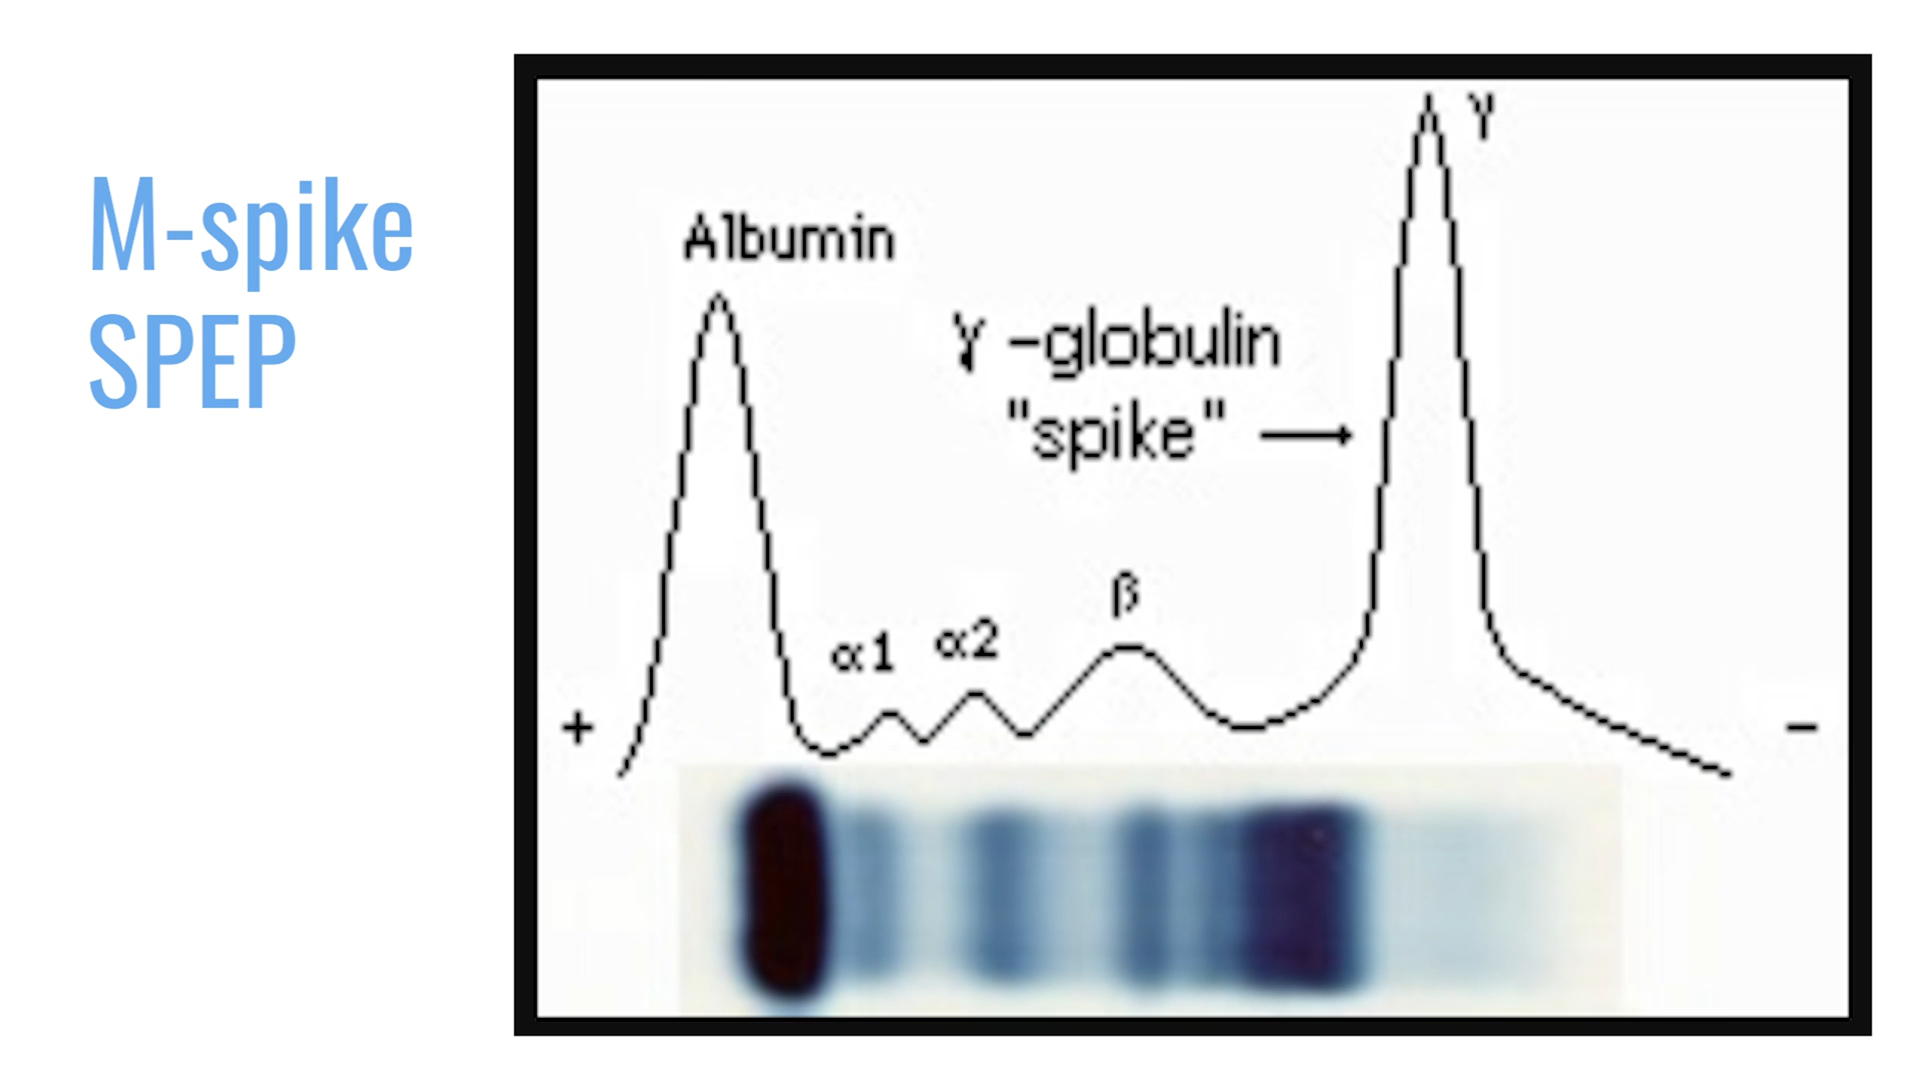 M-spike
SPEP
γ
Albumin
γ -globulin
"spike" →
β
α1 α2
+ −